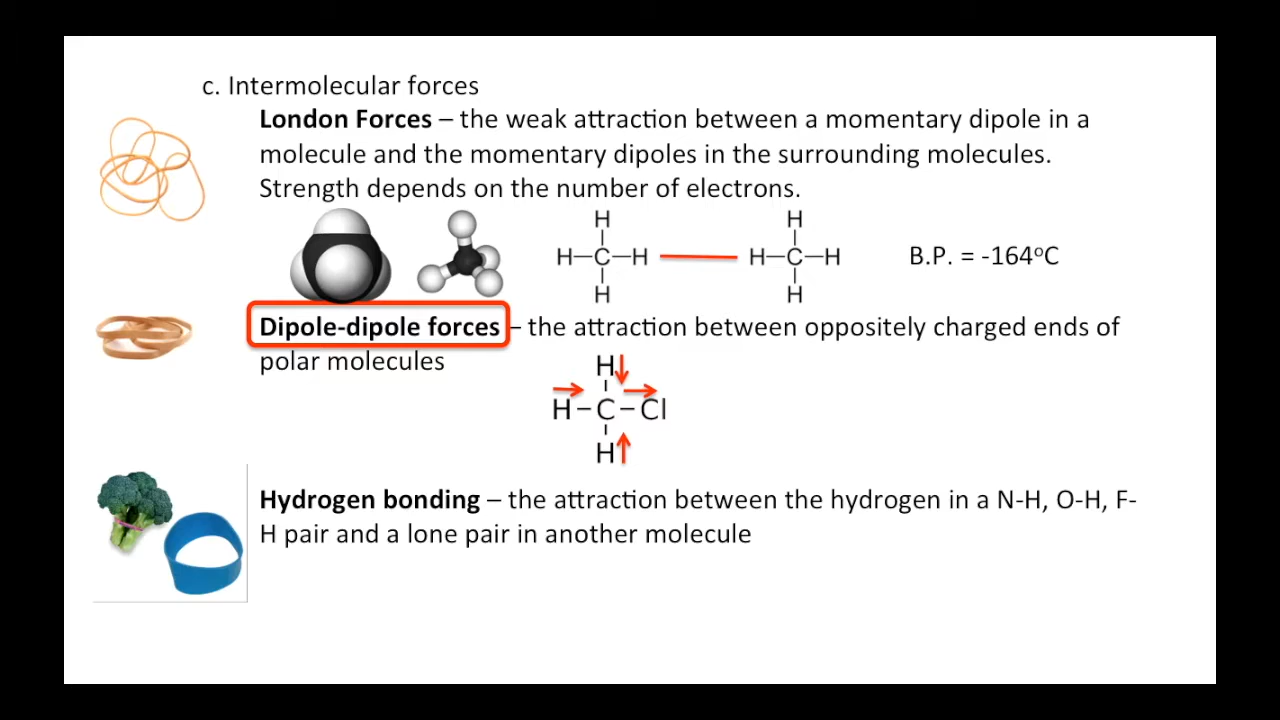 c. Intermolecular forces
London Forces – the weak attraction between a momentary dipole in a
molecule and the momentary dipoles in the surrounding molecules.
Strength depends on the number of electrons.
H H
H–C–H H–C–H B.P. = -164°C
H H
Dipole-dipole forces – the attraction between oppositely charged ends of
polar molecules
H
H–C–Cl
H
Hydrogen bonding – the attraction between the hydrogen in a N-H, O-H, F-
H pair and a lone pair in another molecule